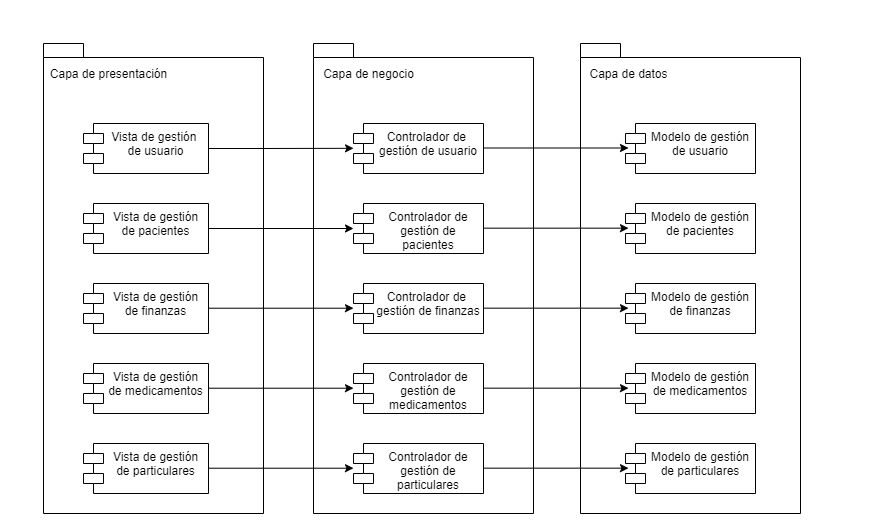 Capa de presentación
Capa de negocio
Capa de datos
Vista de gestión
de usuario
Controlador de
gestión de usuario
Modelo de gestión
de usuario
Vista de gestión
de pacientes
Controlador de
gestión de
pacientes
Modelo de gestión
de pacientes
Vista de gestión
de finanzas
Controlador de
gestión de finanzas
Modelo de gestión
de finanzas
Vista de gestión
de medicamentos
Controlador de
gestión de
medicamentos
Modelo de gestión
de medicamentos
Vista de gestión
de particulares
Controlador de
gestión de
particulares
Modelo de gestión
de particulares